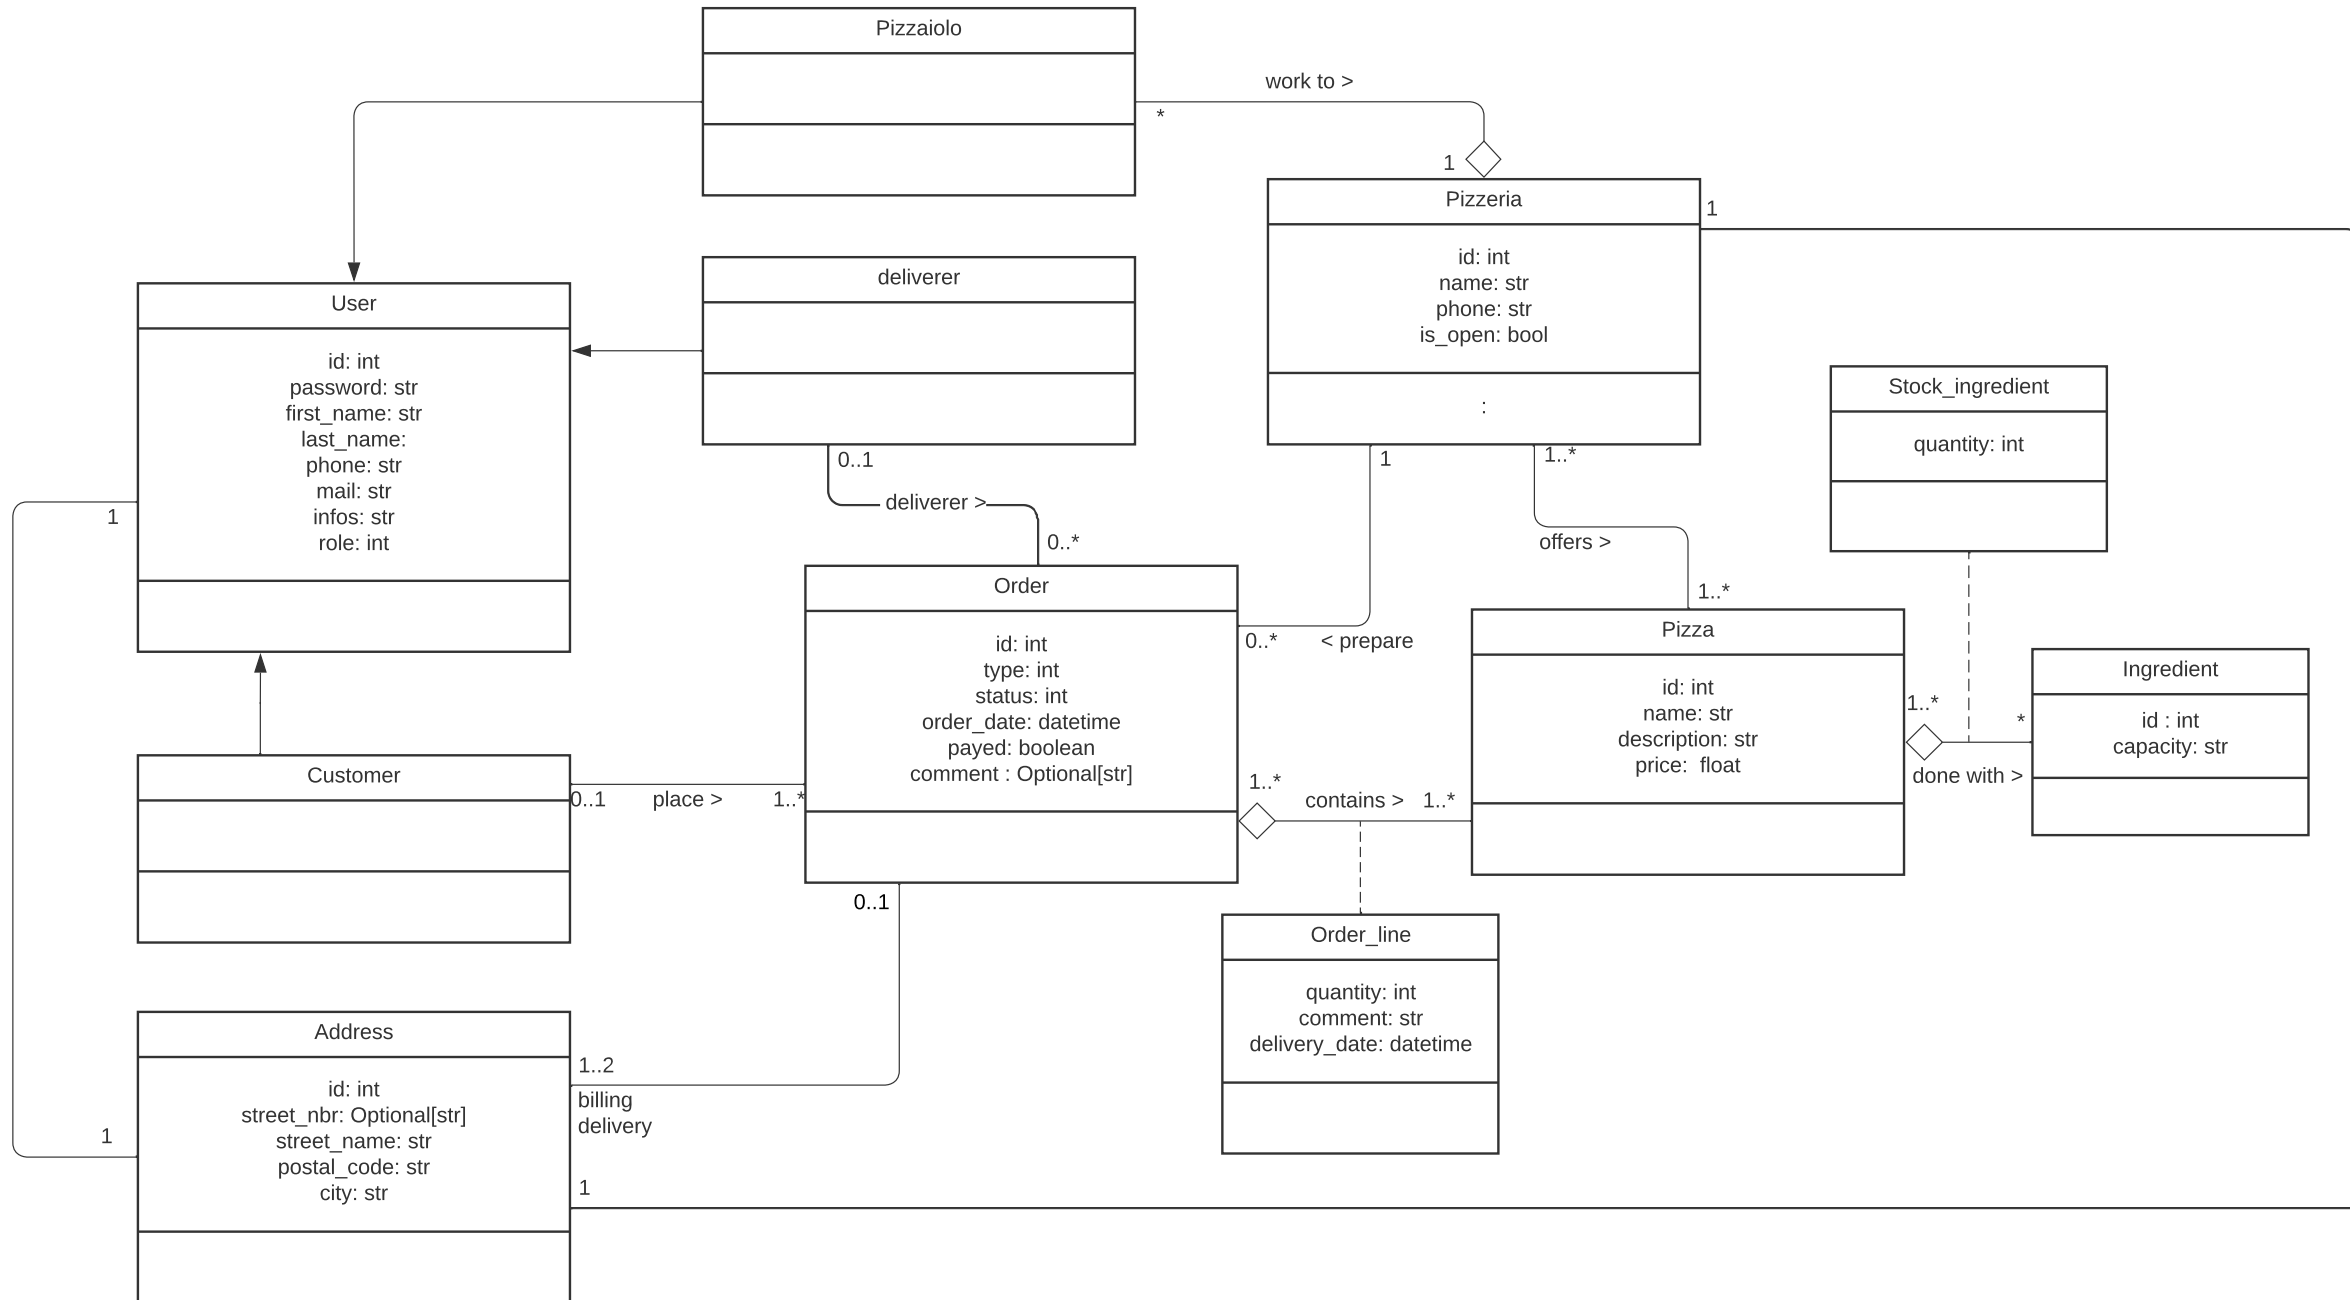 Pizzaiolo
work to >
*
1
Pizzeria
id: int
name: str
phone: str
is_open: bool
:
1
deliverer
User
id: int
password: str
first_name: str
last_name:
phone: str
mail: str
infos: str
role: int
1
0..1
deliverer >
0..*
1
1..*
offers >
1..*
Stock_ingredient
quantity: int
Order
id: int
type: int
status: int
order_date: datetime
payed: boolean
comment : Optional[str]
0..*
< prepare
Pizza
id: int
name: str
description: str
price:  float
1..*
*
done with >
Ingredient
id : int
capacity: str
Customer
0..1
place >
1..*
1..*
contains >
1..*
0..1
Order_line
quantity: int
comment: str
delivery_date: datetime
Address
id: int
street_nbr: Optional[str]
street_name: str
postal_code: str
city: str
1
1..2
billing
delivery
1